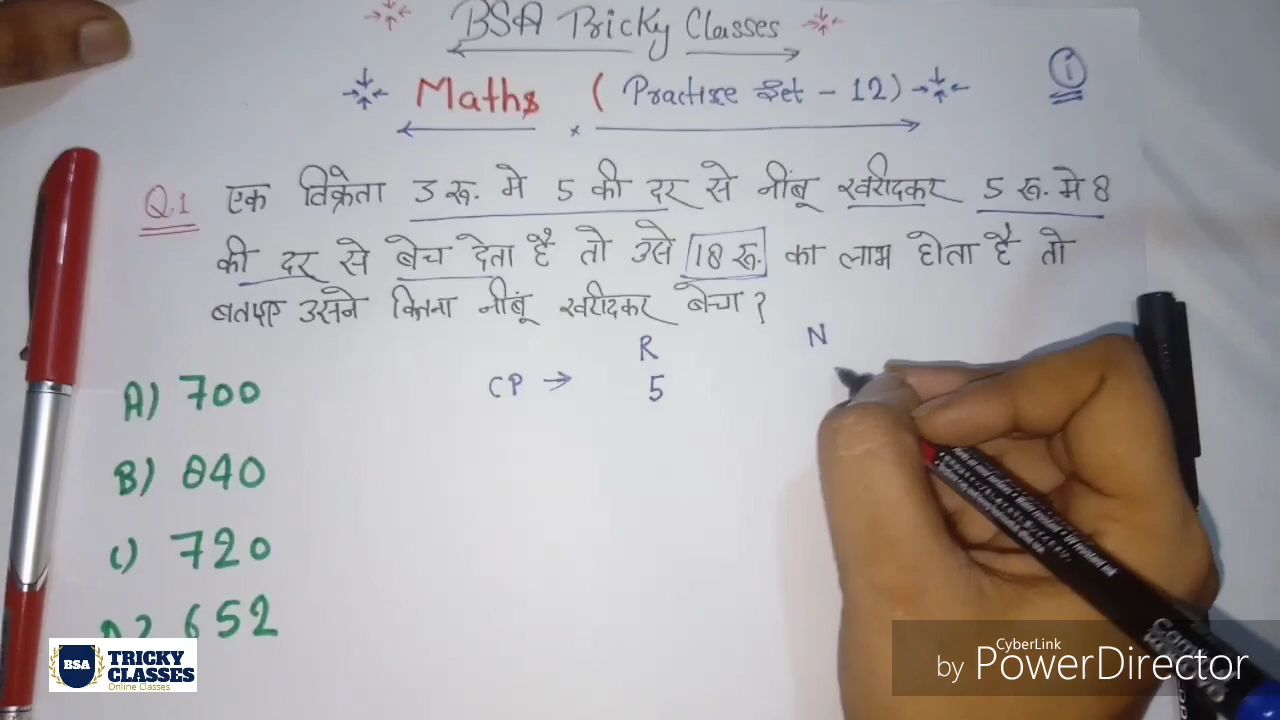 BSA Tricky Classes
Maths ( Practise Set - 12 )
1
Q.1 एक विक्रेता 3 रू. मे 5 की दर से नींबू खरीदकर 5 रू. मे 8
की दर से बेच देता है तो उसे 18 रू. का लाभ होता है तो
बताइए उसने कितना नींबू खरीदकर बेचा ?
R N
CP → 5
A) 700
B) 840
C) 720
D) 652
BSA TRICKY CLASSES
Online Classes
CyberLink
by PowerDirector